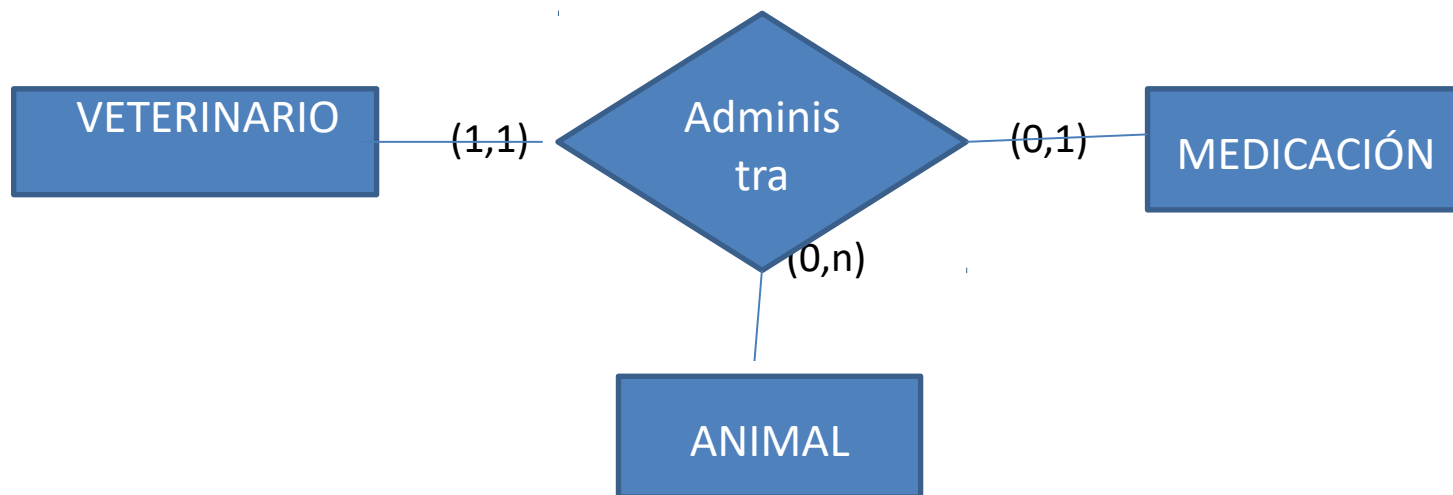 VETERINARIO
(1,1)
Adminis
tra
(0,1)
MEDICACIÓN
(0,n)
ANIMAL